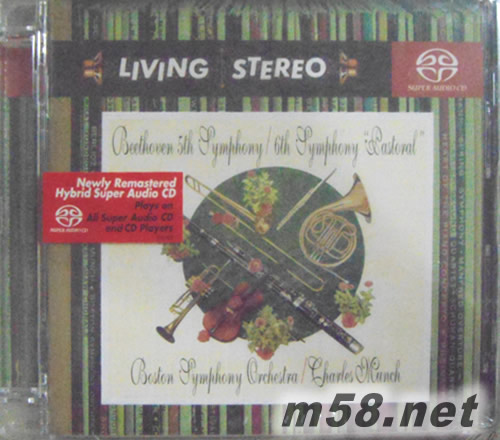 LIVING STEREO
SUPER AUDIO CD
Beethoven 5th Symphony/6th Symphony "Pastoral"
Newly Remastered
Hybrid Super Audio CD
Plays on
All Super Audio CD
and CD Players
SUPER AUDIO CD
Boston Symphony Orchestra/Charles Munch
m58.net